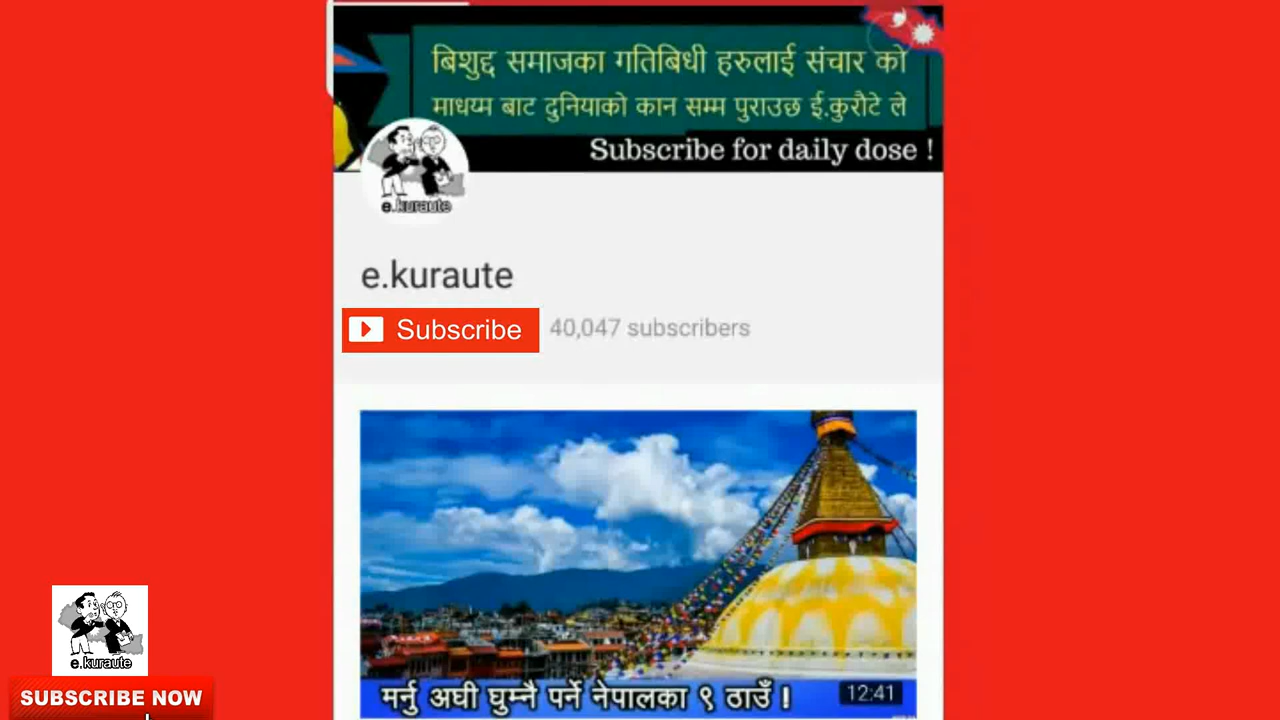 बिशुद्द समाजका गतिबिधी हरुलाई संचार को
माधय्म बाट दुनियाको कान सम्म पुराउछ ई.कुरौटे ले
Subscribe for daily dose !
e.kuraute
e.kuraute
Subscribe 40,047 subscribers
मर्नु अघी घुम्नै पर्ने नेपालका ९ ठाउँ !
12:41
e.kuraute
SUBSCRIBE NOW